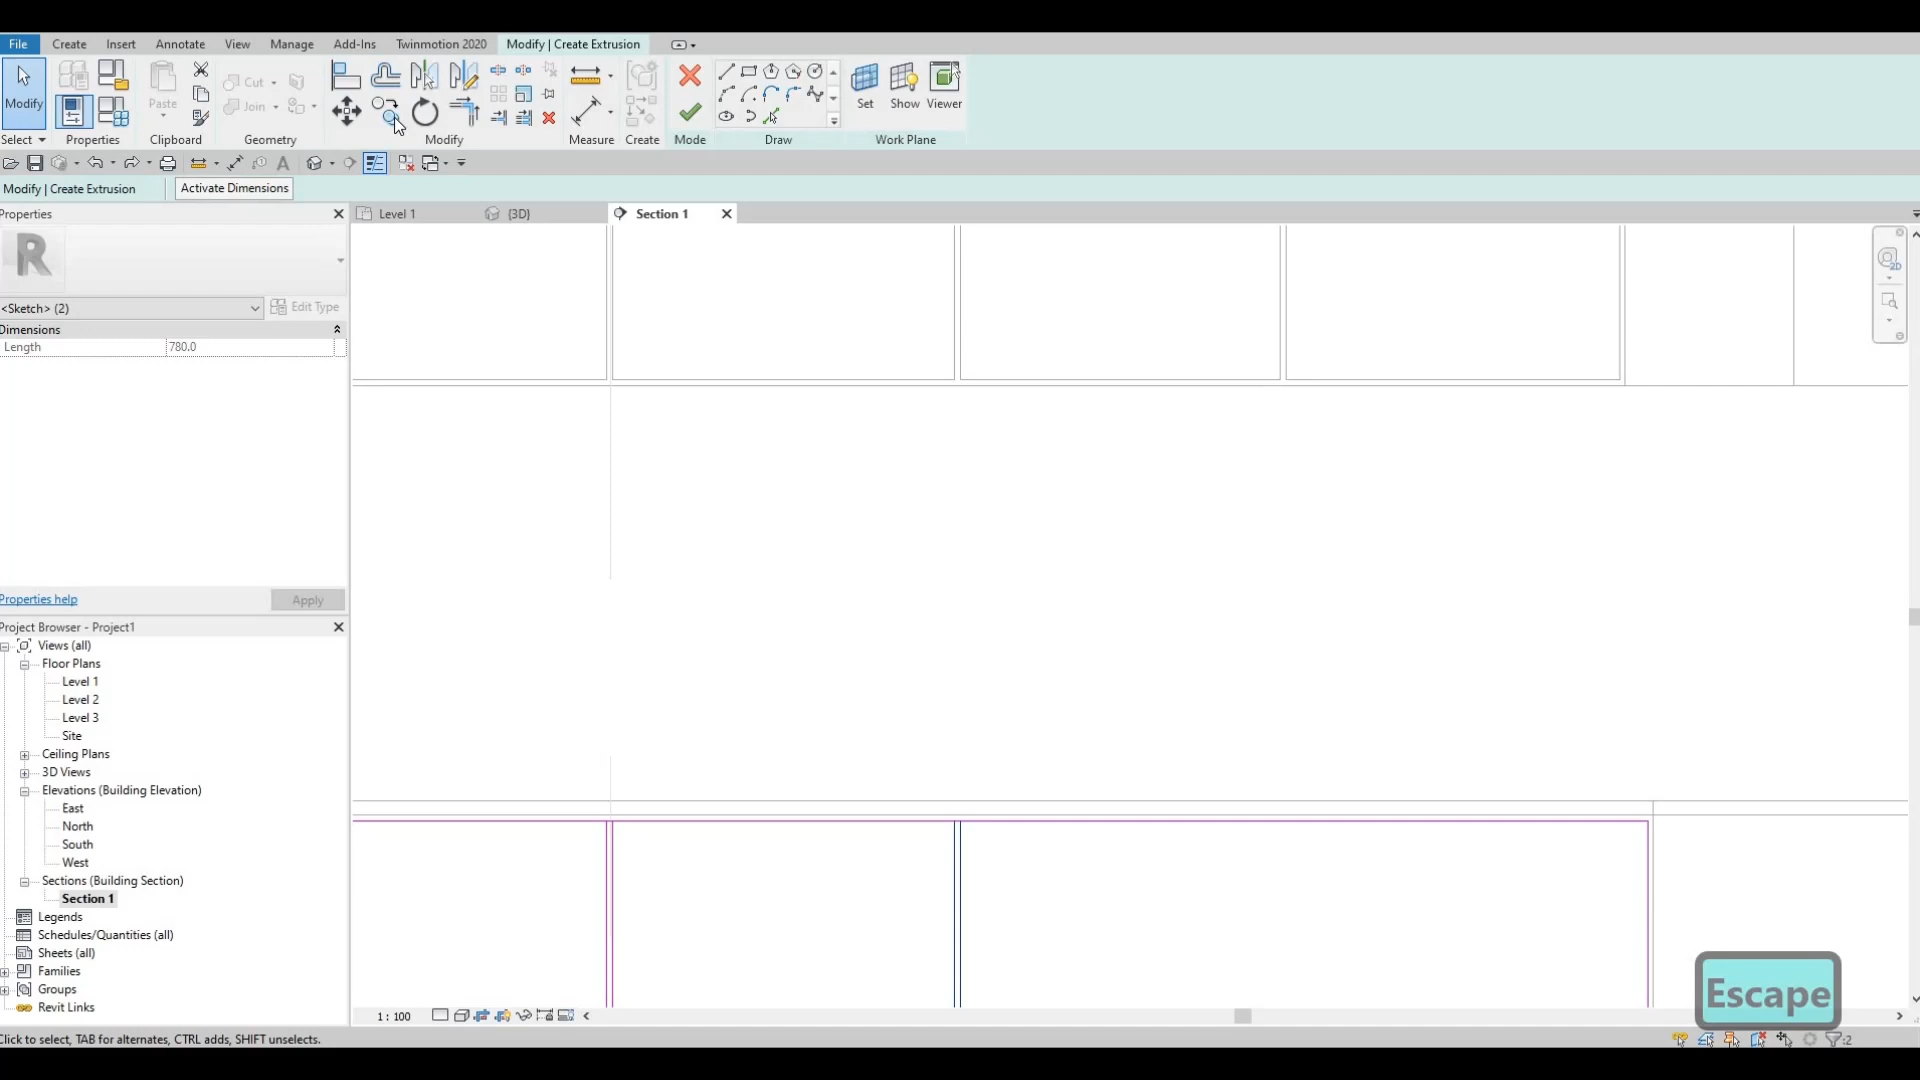 File Create Insert Annotate View Manage Add-Ins Twinmotion 2020 Modify | Create Extrusion
Modify Paste Cut Join Set Show Viewer
Select Properties Clipboard Geometry Modify Measure Create Mode Draw Work Plane
Modify | Create Extrusion Activate Dimensions
Properties
Level 1 {3D} Section 1
R
<Sketch> (2) Edit Type
Dimensions
Length 780.0
2D
Properties help Apply
Project Browser - Project1
Views (all)
Floor Plans
Level 1
Level 2
Level 3
Site
Ceiling Plans
3D Views
Elevations (Building Elevation)
East
North
South
West
Sections (Building Section)
Section 1
Legends
Schedules/Quantities (all)
Sheets (all)
Families
Groups
Revit Links
1 : 100
Escape
Click to select, TAB for alternates, CTRL adds, SHIFT unselects.
:2